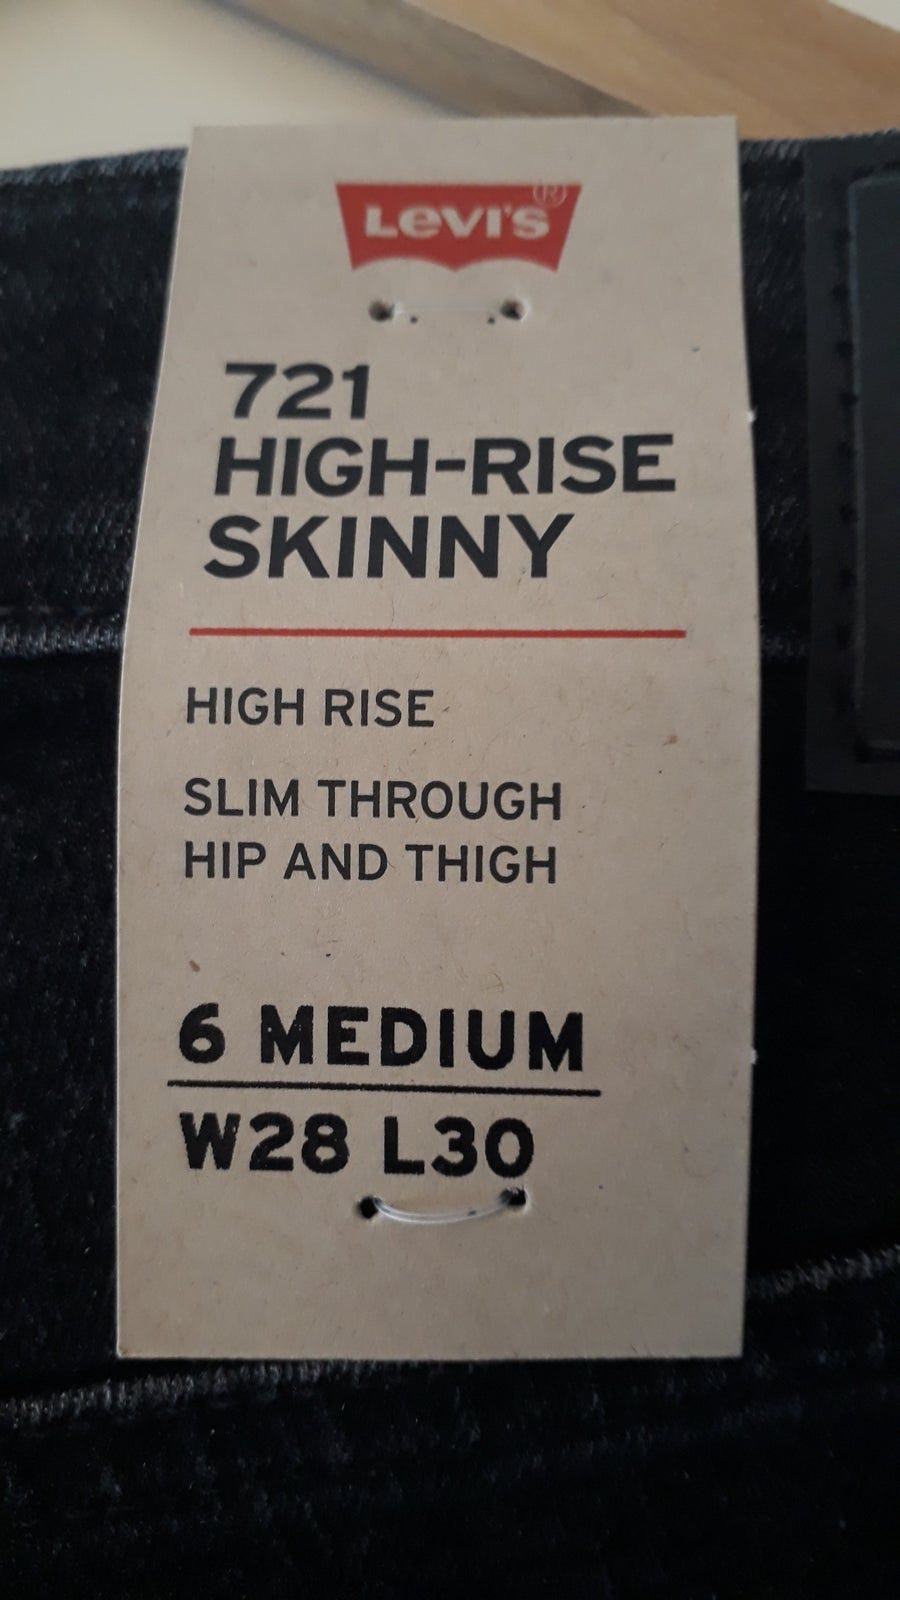 LEVI'S®
721
HIGH-RISE
SKINNY
HIGH RISE
SLIM THROUGH
HIP AND THIGH
6 MEDIUM
W28 L30